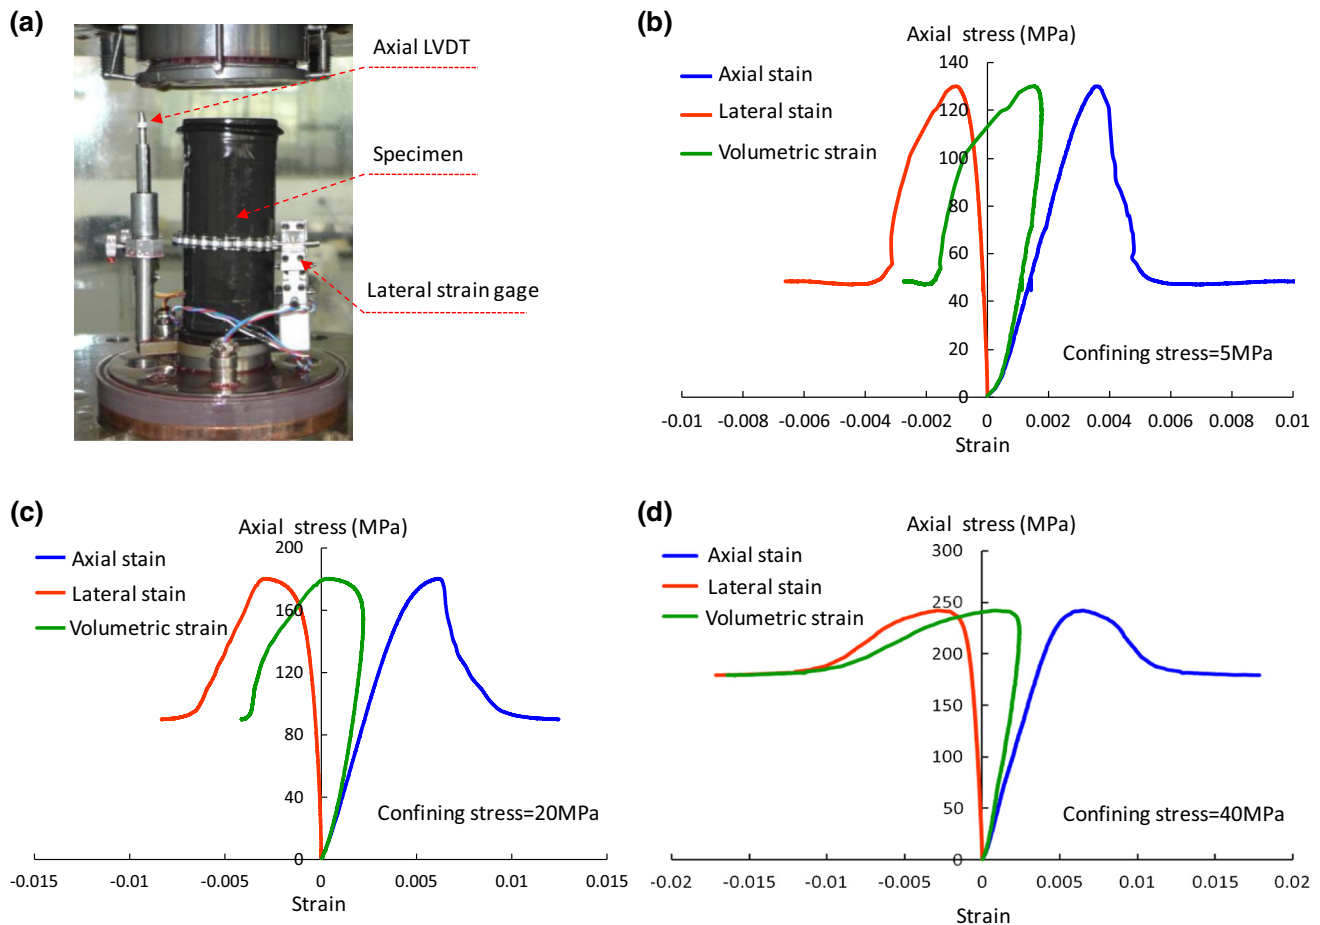 (a)
Axial LVDT
Specimen
Lateral strain gage
(b)
Axial stress (MPa)
Axial stain
Lateral stain
Volumetric strain
140
120
100
80
60
40
20
0
Confining stress=5MPa
-0.01 -0.008 -0.006 -0.004 -0.002 0 0.002 0.004 0.006 0.008 0.01
Strain
(c)
Axial stress (MPa)
Axial stain
Lateral stain
Volumetric strain
200
160
120
80
40
0
Confining stress=20MPa
-0.015 -0.01 -0.005 0 0.005 0.01 0.015
Strain
(d)
Axial stress (MPa)
Axial stain
Lateral stain
Volumetric strain
300
250
200
150
100
50
0
Confining stress=40MPa
-0.02 -0.015 -0.01 -0.005 0 0.005 0.01 0.015 0.02
Strain